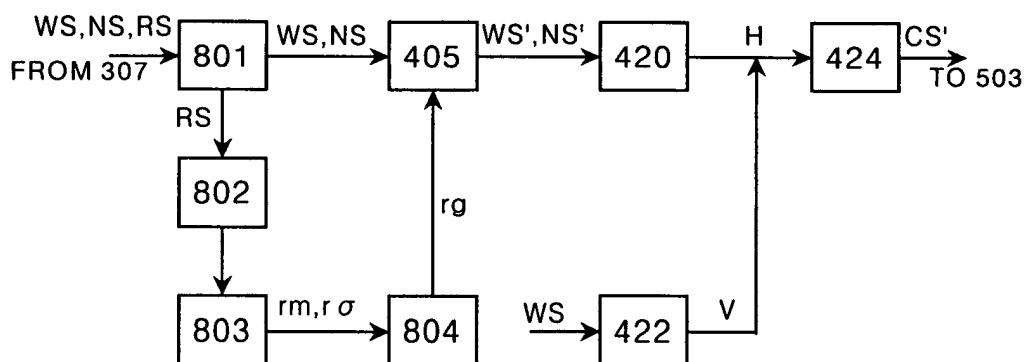 WS,NS,RS
FROM 307
801
WS,NS
405
WS',NS'
420
H
424
CS'
TO 503
RS
802
rg
803
rm,r σ
804
WS
422
V